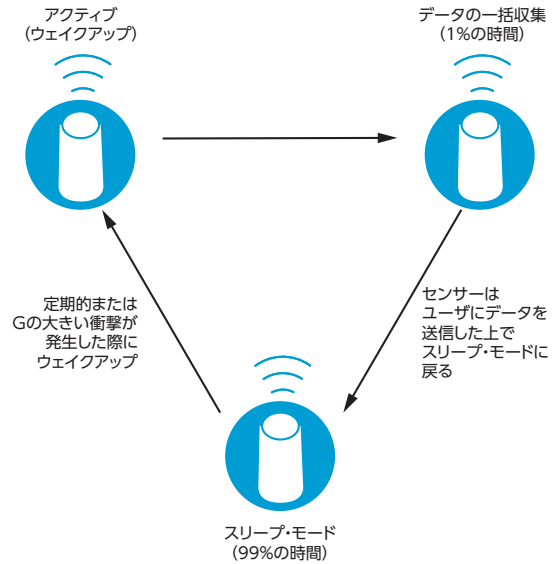 アクティブ
(ウェイクアップ)
データの一括収集
(1%の時間)
定期的または
Gの大きい衝撃が
発生した際に
ウェイクアップ
センサーは
ユーザにデータを
送信した上で
スリープ・モードに
戻る
スリープ・モード
(99%の時間)